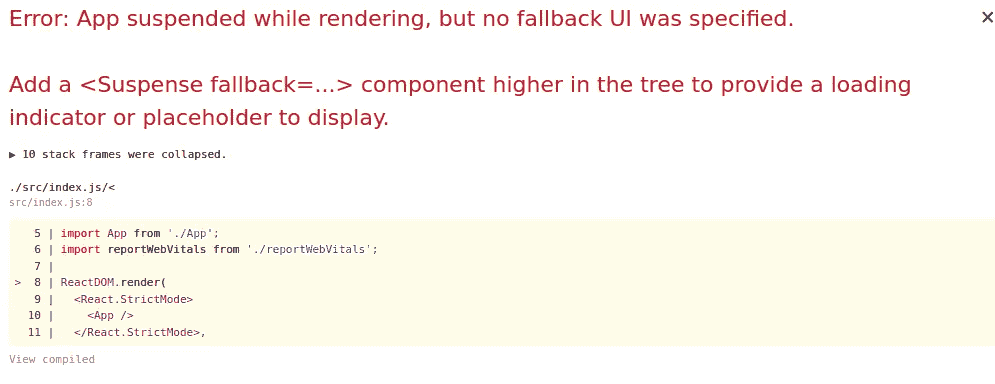 Error: App suspended while rendering, but no fallback UI was specified.
×
Add a <Suspense fallback=...> component higher in the tree to provide a loading
indicator or placeholder to display.
▶ 10 stack frames were collapsed.
./src/index.js/<
src/index.js:8
5 | import App from './App';
6 | import reportWebVitals from './reportWebVitals';
7 |
> 8 | ReactDOM.render(
9 |   <React.StrictMode>
10 |     <App />
11 |   </React.StrictMode>,
View compiled